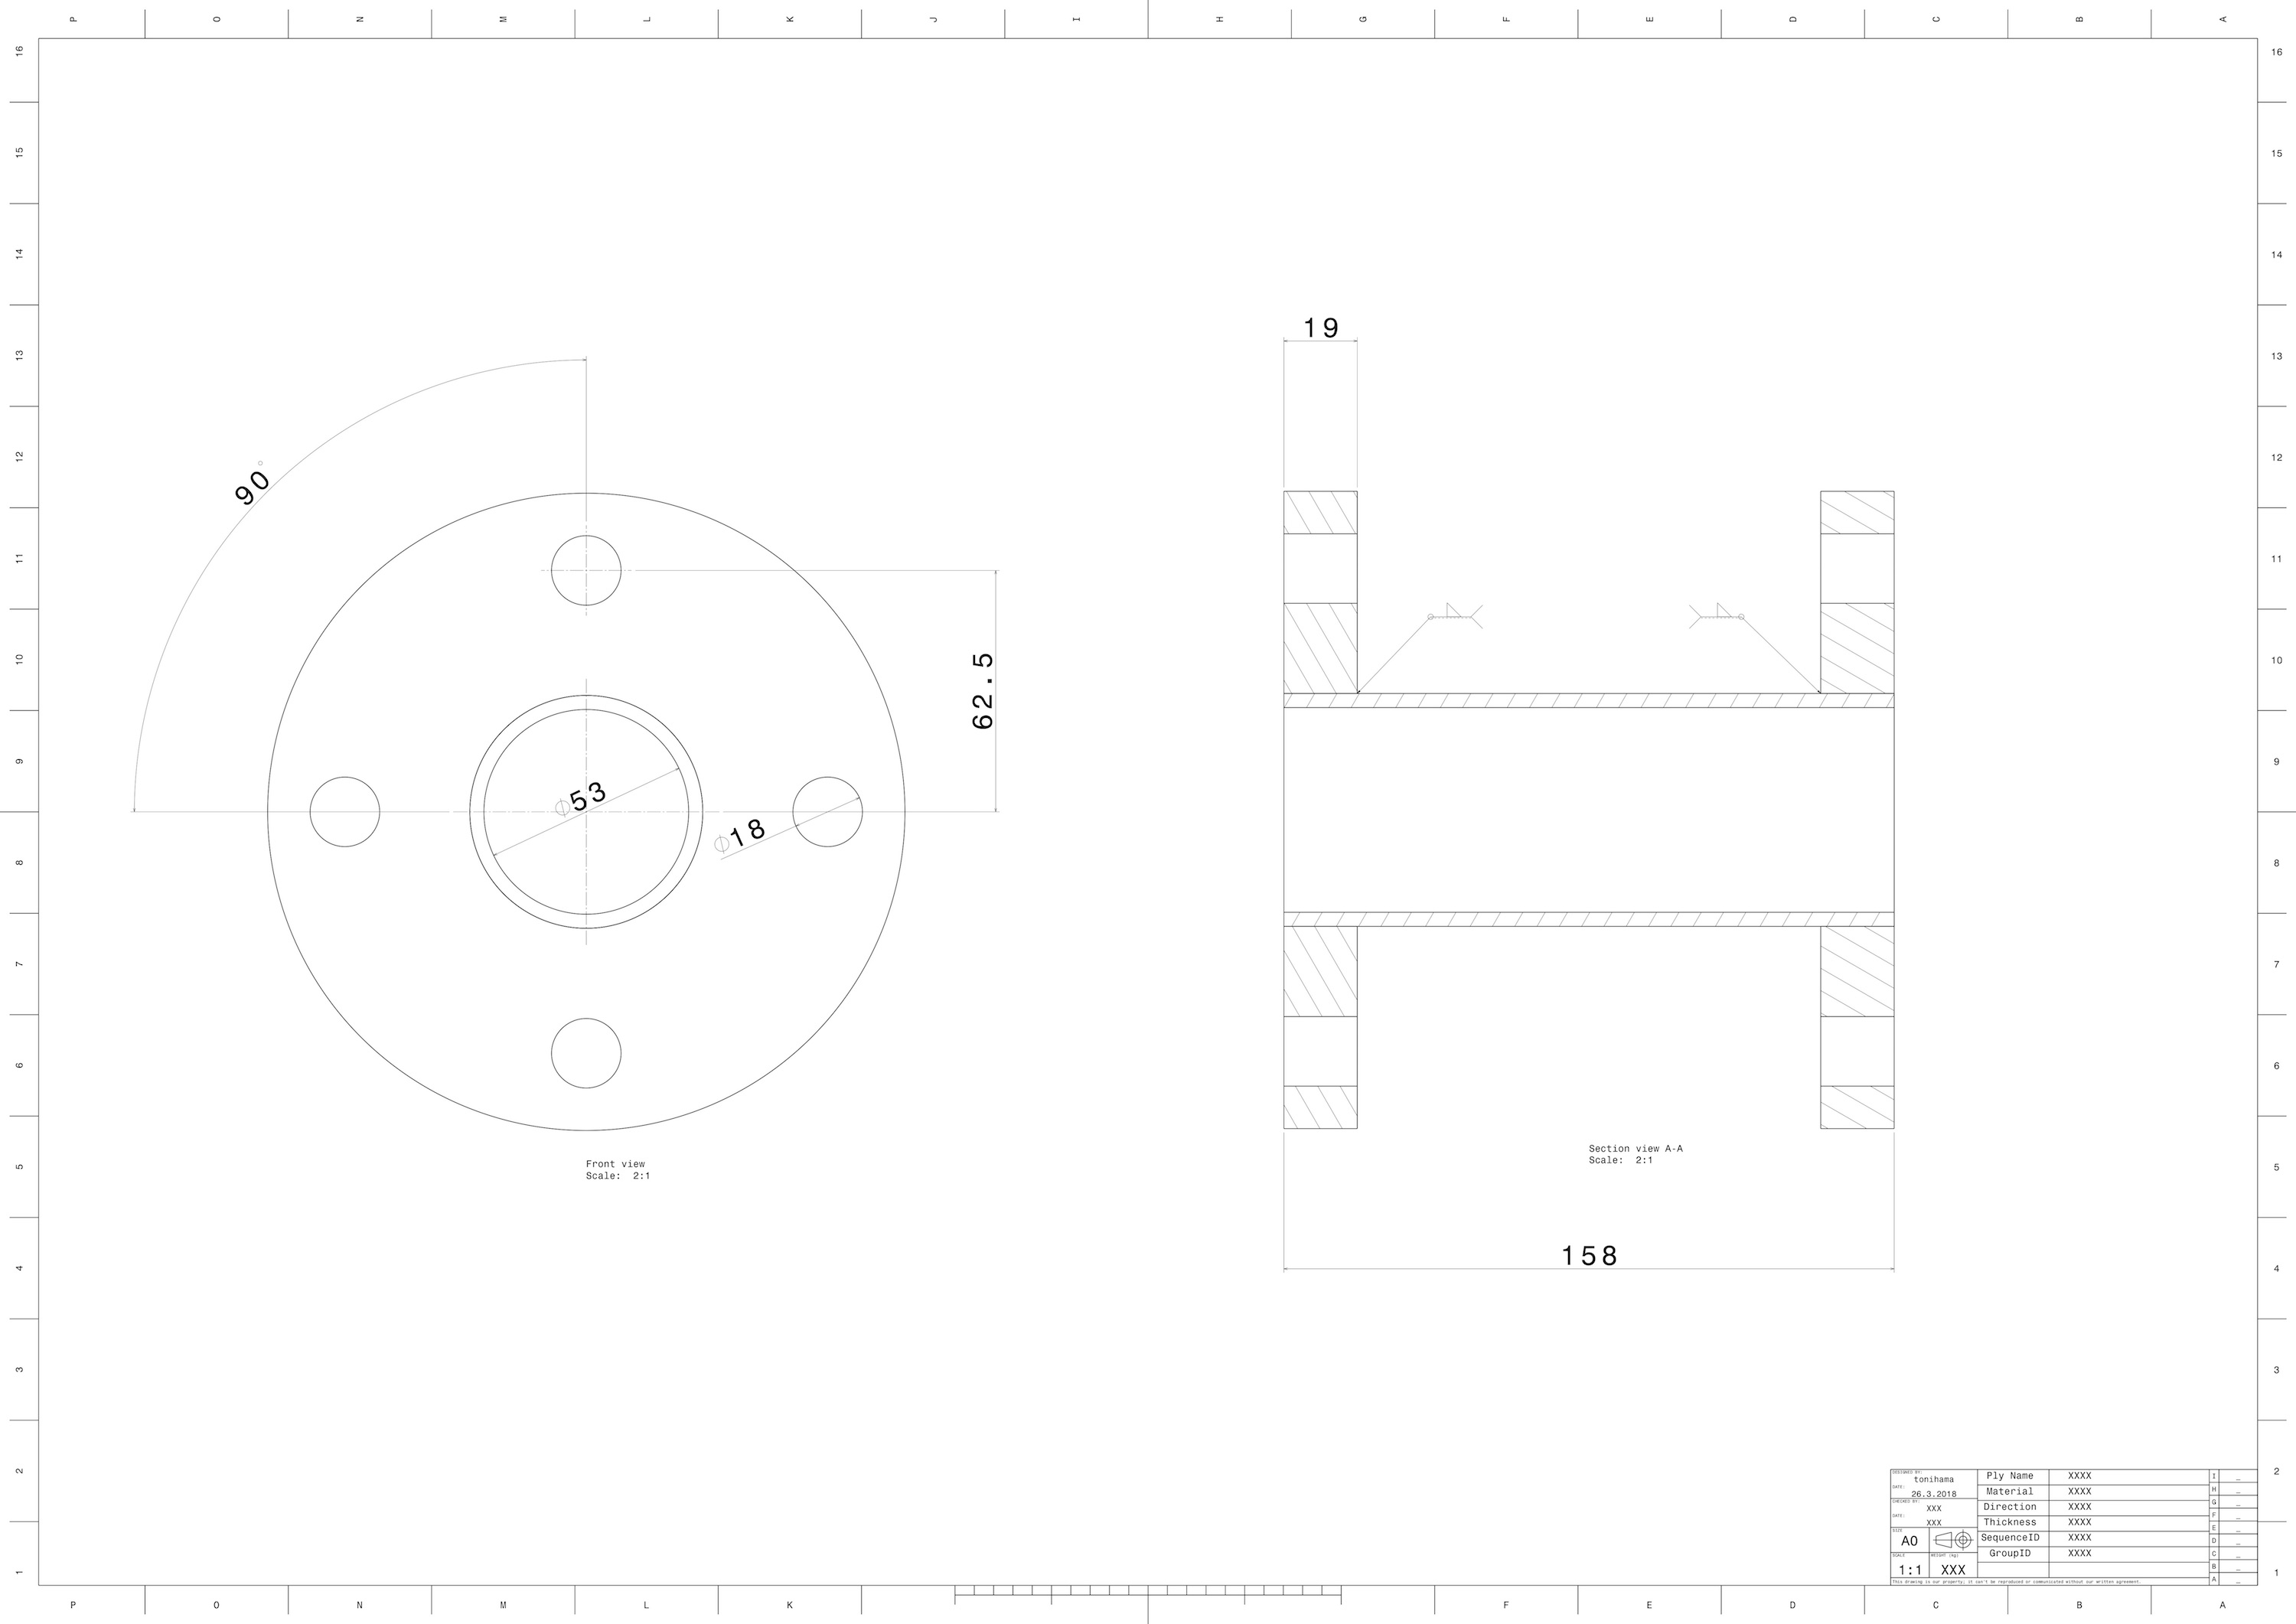 P O N M L K J I H G F E D C B A
16 16
15 15
14 14
13 13
12 12
11 11
10 10
9 9
8 8
7 7
6 6
5 5
4 4
3 3
2 2
1 1
90°
62.5
Ø53
Ø18
Front view
Scale: 2:1
19
158
Section view A-A
Scale: 2:1
DESIGNED BY:
tonihama
DATE:
26.3.2018
CHECKED BY:
XXX
DATE:
XXX
SIZE
A0
SCALE
1:1
WEIGHT (kg)
XXX
Ply Name XXXX
Material XXXX
Direction XXXX
Thickness XXXX
SequenceID XXXX
GroupID XXXX
I _
H _
G _
F _
E _
D _
C _
B _
A _
This drawing is our property; it can't be reproduced or communicated without our written agreement.
P O N M L K F E D C B A